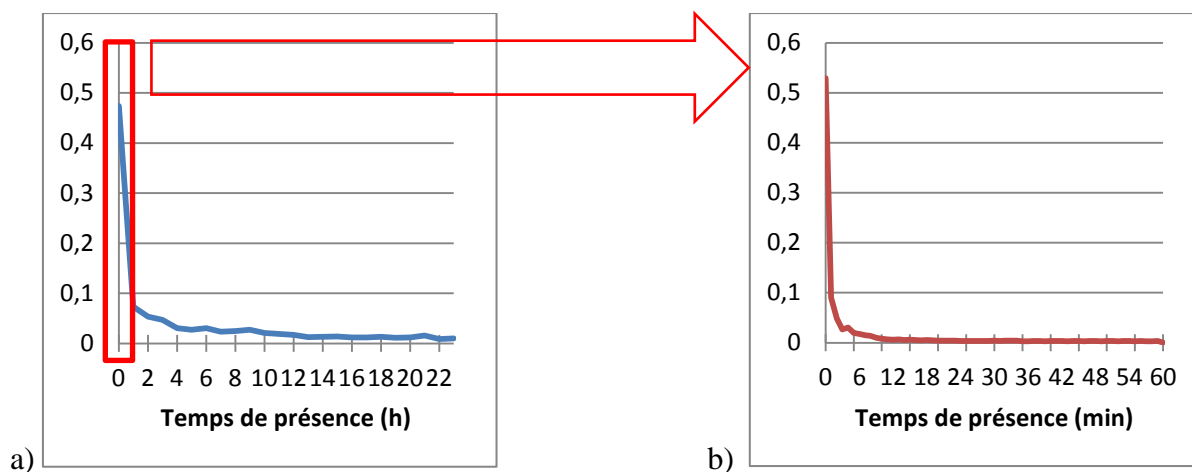 0,6
0,5
0,4
0,3
0,2
0,1
0
0 2 4 6 8 10 12 14 16 18 20 22
Temps de présence (h)
a)
0,6
0,5
0,4
0,3
0,2
0,1
0
0 6 12 18 24 30 36 42 48 54 60
Temps de présence (min)
b)